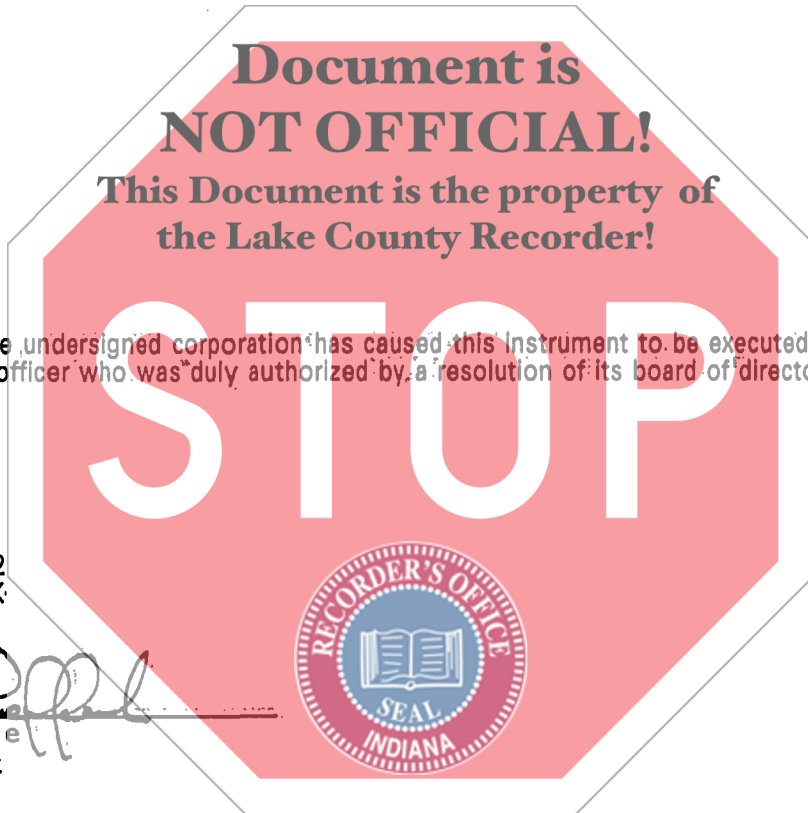 Document is
NOT OFFICIAL!
This Document is the property of
the Lake County Recorder!
e undersigned corporation has caused this instrument to be executed
officer who was duly authorized by a resolution of its board of directo
STOP
RECORDER'S OFFICE
SEAL
INDIANA